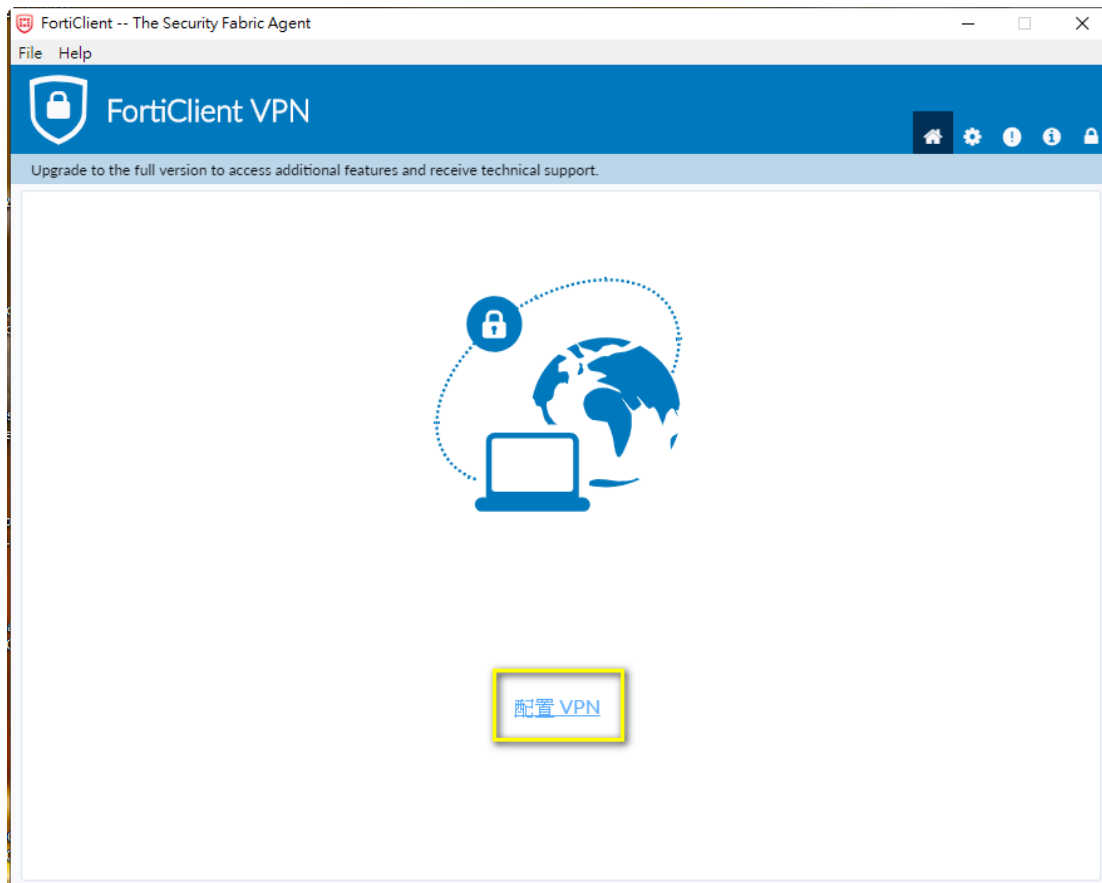 FortiClient -- The Security Fabric Agent
File Help
FortiClient VPN
Upgrade to the full version to access additional features and receive technical support.
配置 VPN